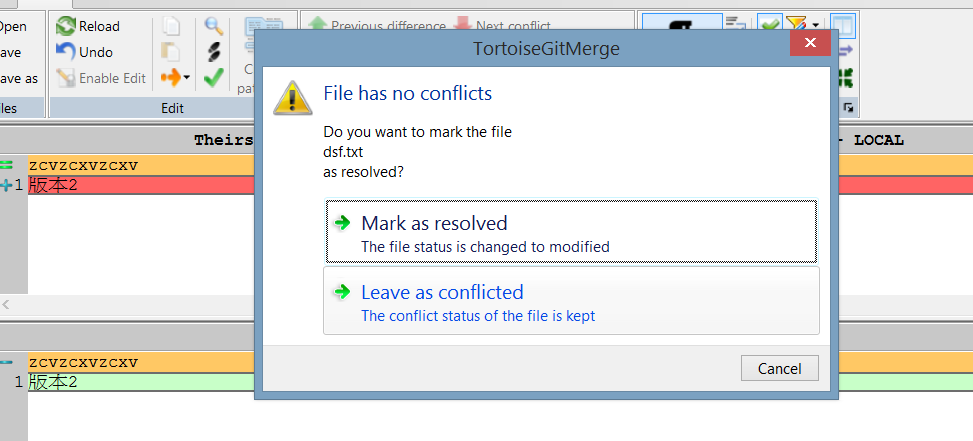 TortoiseGitMerge
Open
Reload
Previous difference
Next conflict
ave
Undo
ave as
Enable Edit
Edit
File has no conflicts
Do you want to mark the file
dsf.txt
as resolved?
Mark as resolved
The file status is changed to modified
Leave as conflicted
The conflict status of the file is kept
Cancel
Theirs
- LOCAL
zcvzcxvzcxv
1 版本2
zcvzcxvzcxv
1 版本2